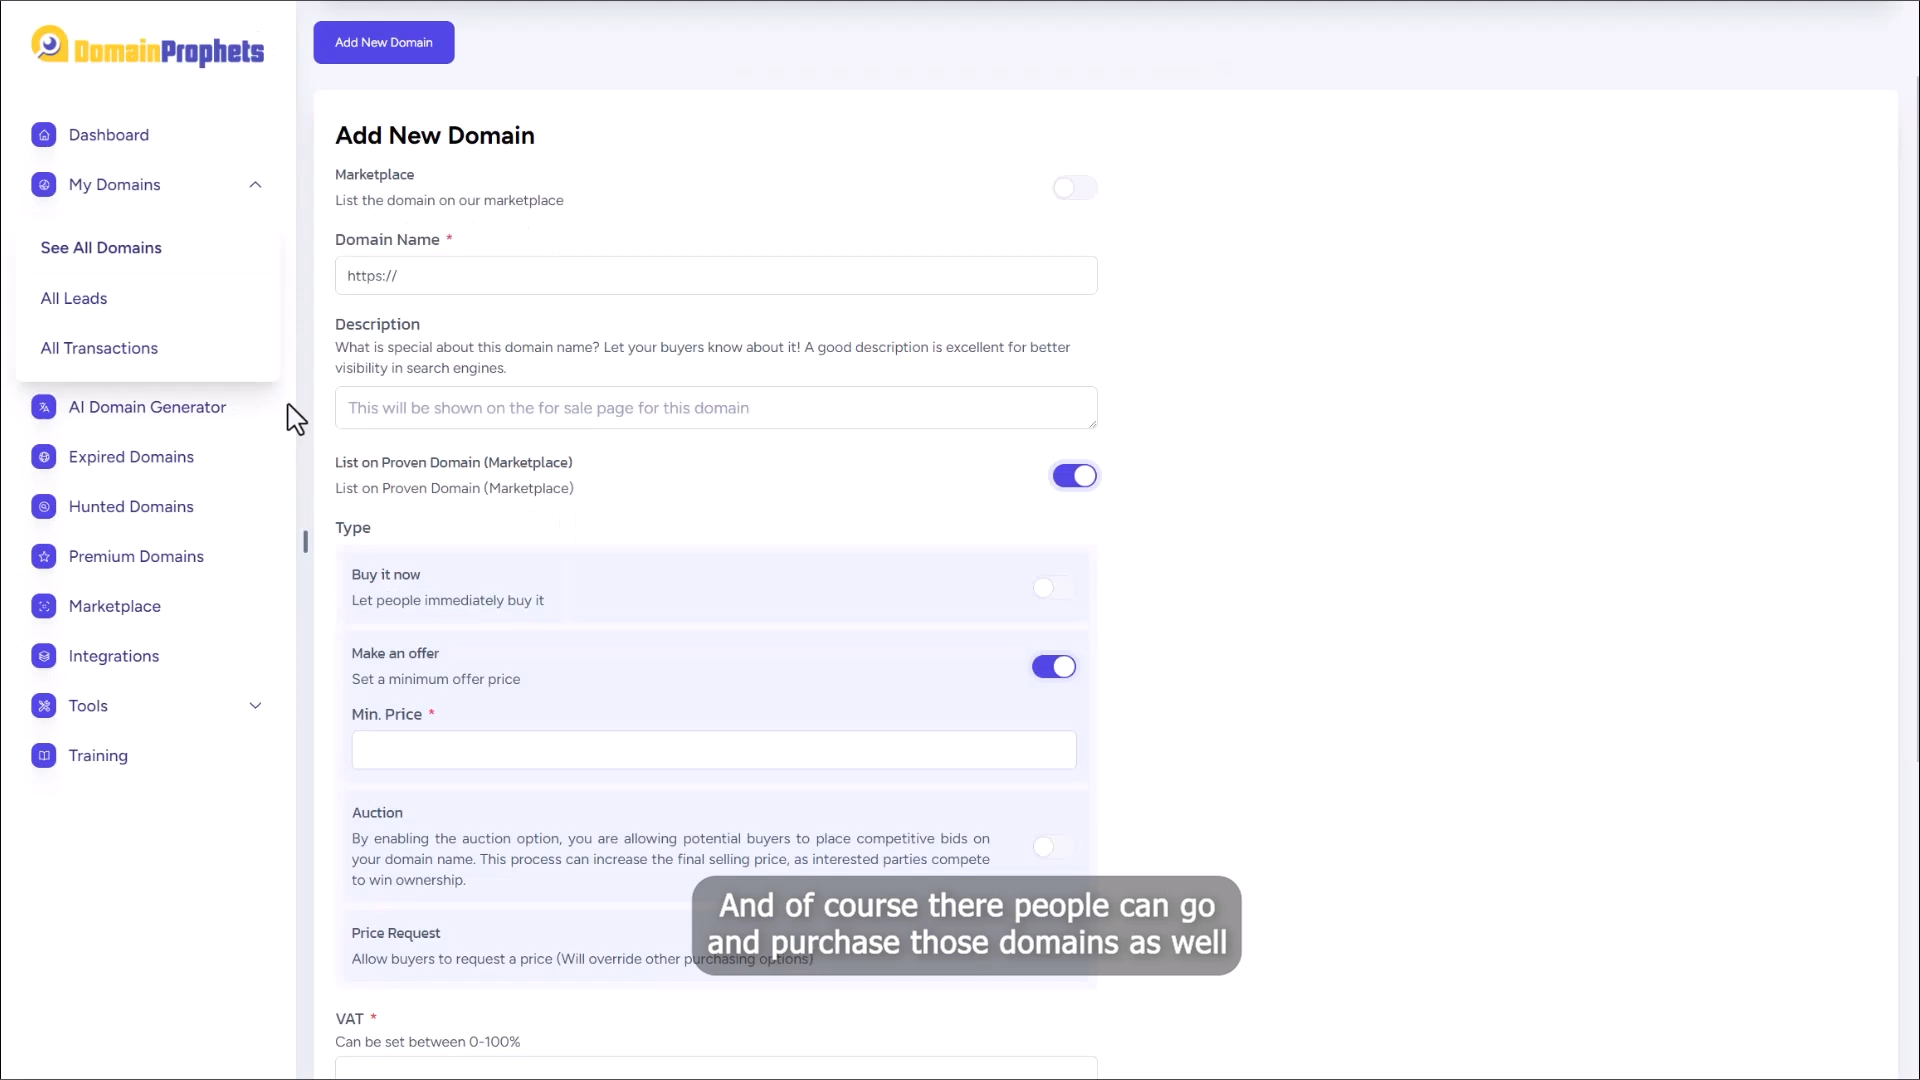 DomainProphets
Dashboard
My Domains
See All Domains
All Leads
All Transactions
AI Domain Generator
Expired Domains
Hunted Domains
Premium Domains
Marketplace
Integrations
Tools
Training
Add New Domain
Add New Domain
Marketplace
List the domain on our marketplace
Domain Name *
https://
Description
What is special about this domain name? Let your buyers know about it! A good description is excellent for better
visibility in search engines.
This will be shown on the for sale page for this domain
List on Proven Domain (Marketplace)
List on Proven Domain (Marketplace)
Type
Buy it now
Let people immediately buy it
Make an offer
Set a minimum offer price
Min. Price *
Auction
By enabling the auction option, you are allowing potential buyers to place competitive bids on
your domain name. This process can increase the final selling price, as interested parties compete
to win ownership.
Price Request
Allow buyers to request a price (Will override other purchasing options)
And of course there people can go
and purchase those domains as well
VAT *
Can be set between 0-100%